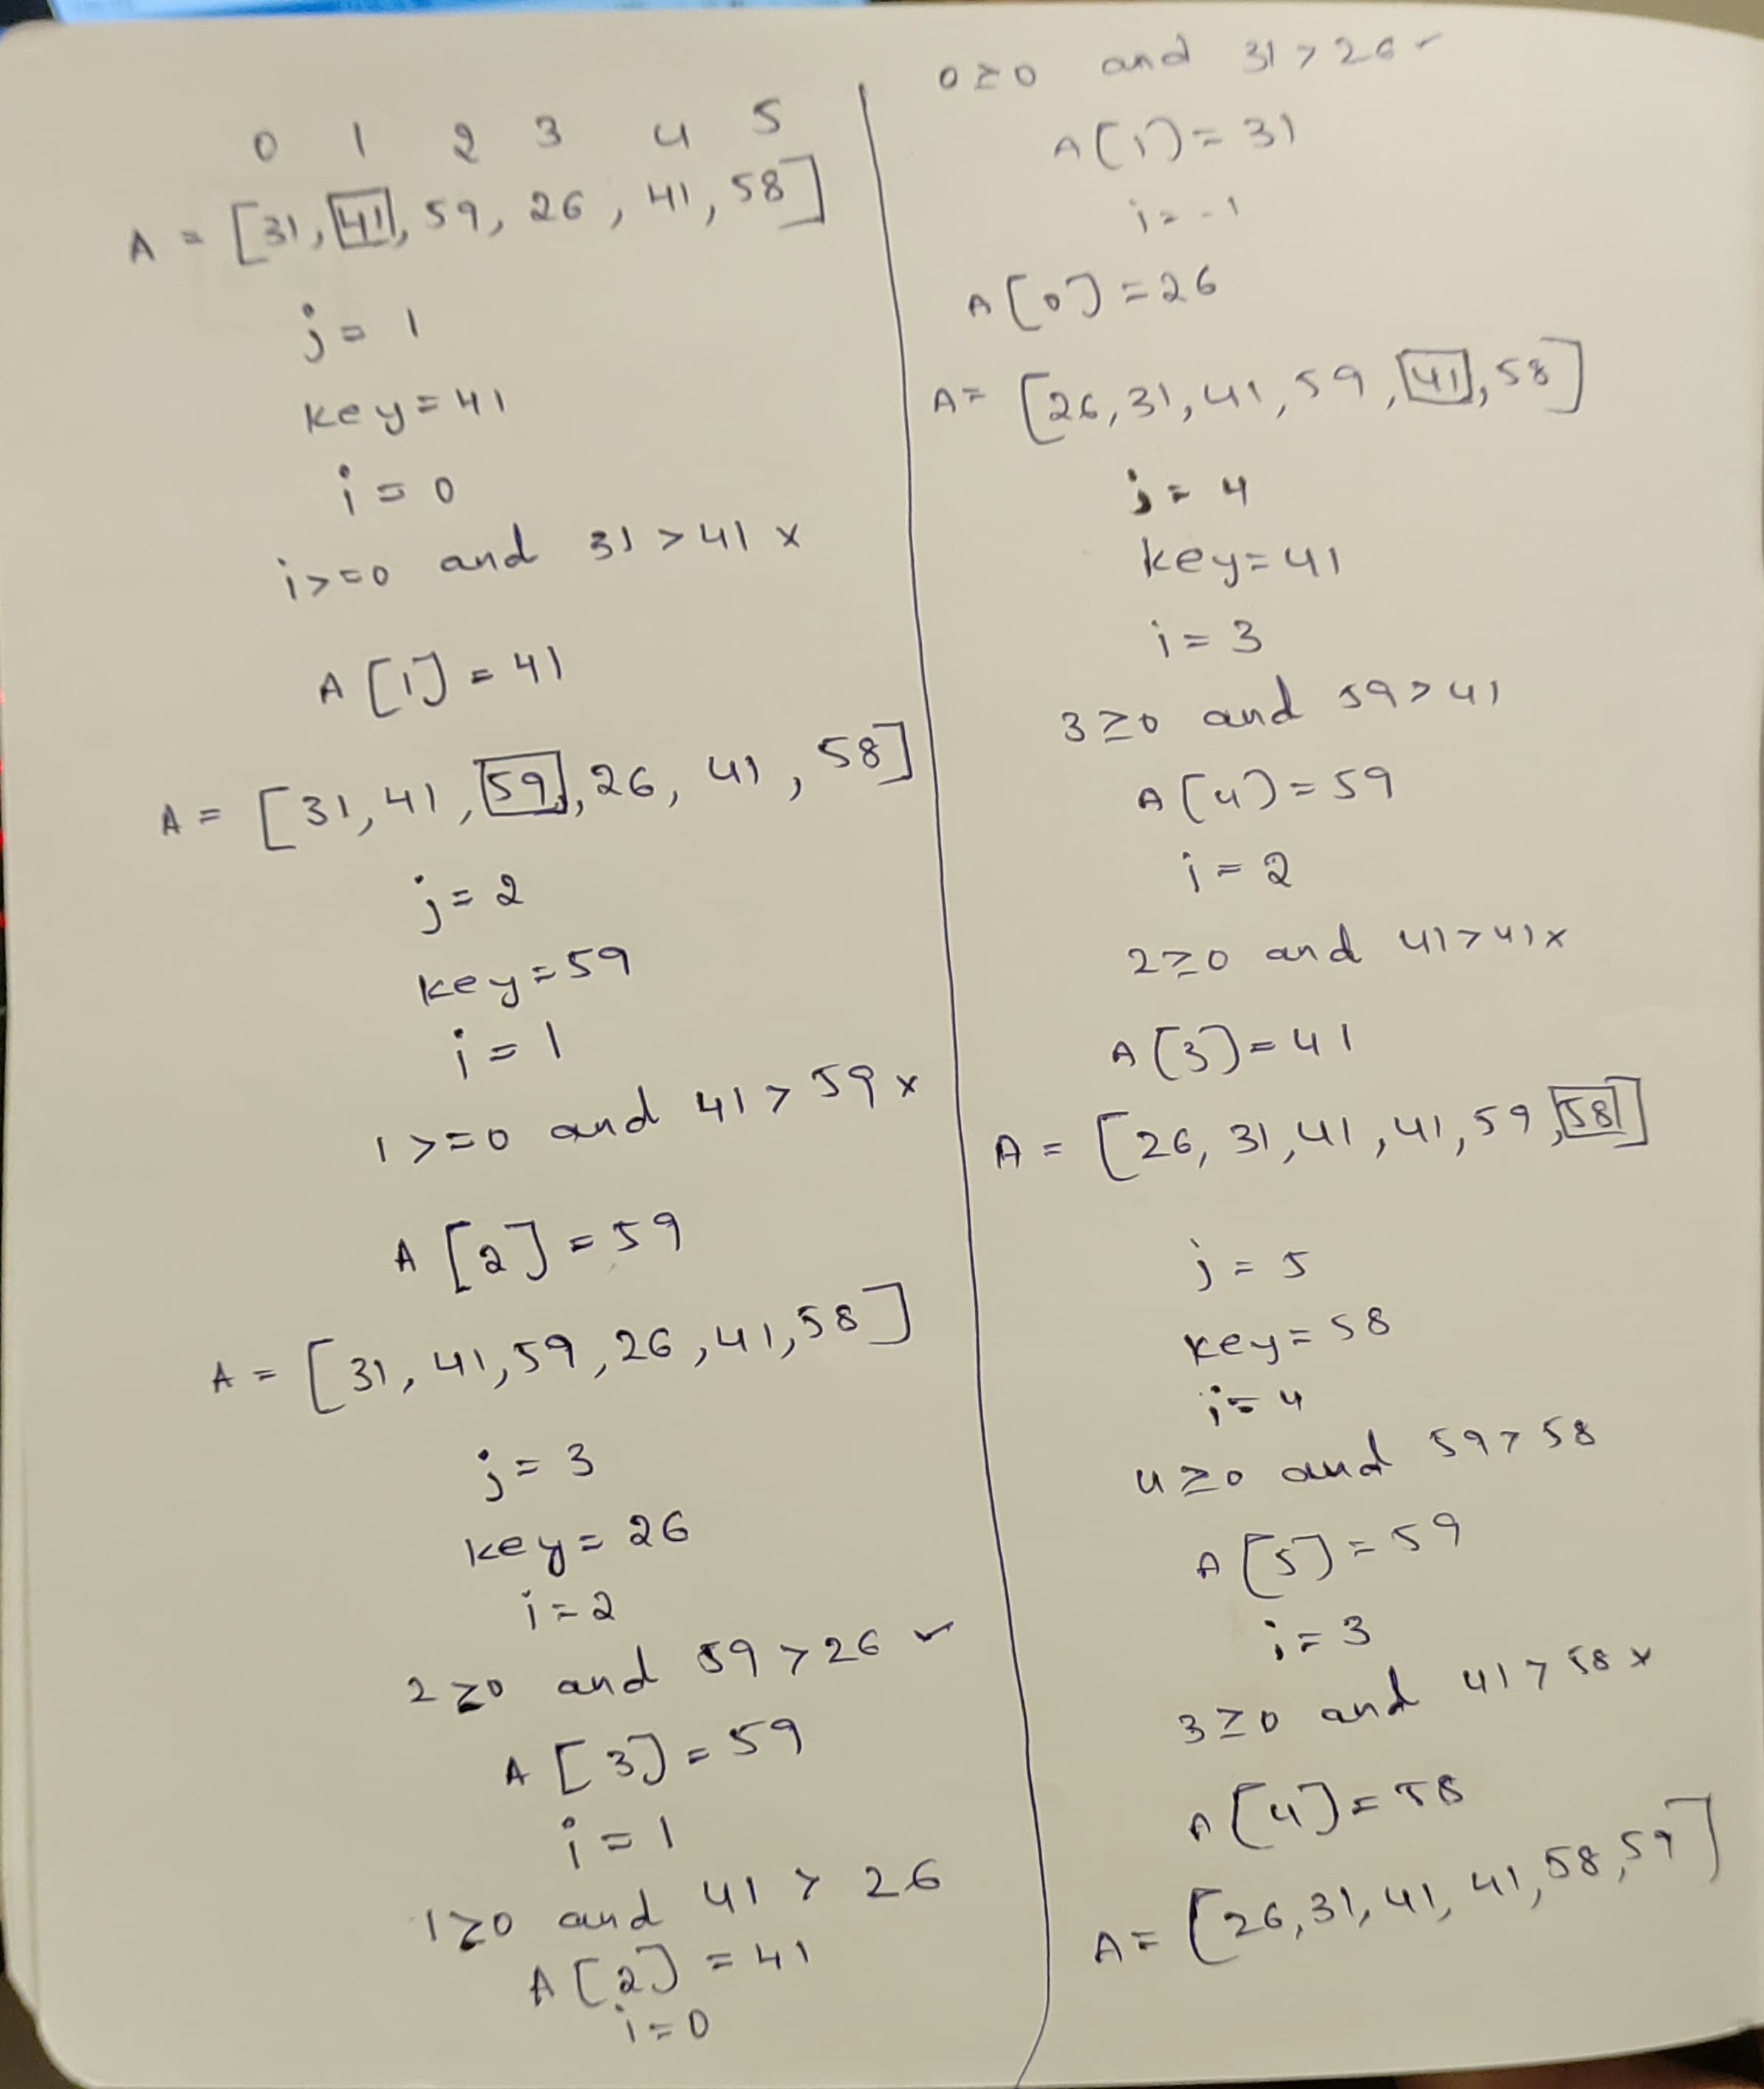 0 1 2 3 4 5
A = [31, 41, 59, 26, 41, 58]
j = 1
key = 41
i = 0
i >= 0 and 31 > 41 x
A[1] = 41
A = [31, 41, 59, 26, 41, 58]
j = 2
key = 59
i = 1
1 >= 0 and 41 > 59 x
A[2] = 59
A = [31, 41, 59, 26, 41, 58]
j = 3
key = 26
i = 2
2 ≥ 0 and 59 > 26 ✓
A[3] = 59
i = 1
1 ≥ 0 and 41 > 26
A[2] = 41
i = 0
0 ≥ 0 and 31 > 26 ✓
A[1] = 31
i = -1
A[0] = 26
A = [26, 31, 41, 59, 41, 58]
j = 4
key = 41
i = 3
3 ≥ 0 and 59 > 41
A[4] = 59
i = 2
2 ≥ 0 and 41 > 41 x
A[3] = 41
A = [26, 31, 41, 41, 59, 58]
j = 5
key = 58
i = 4
4 ≥ 0 and 59 > 58
A[5] = 59
i = 3
3 ≥ 0 and 41 > 58 x
A[4] = 58
A = [26, 31, 41, 41, 58, 59]